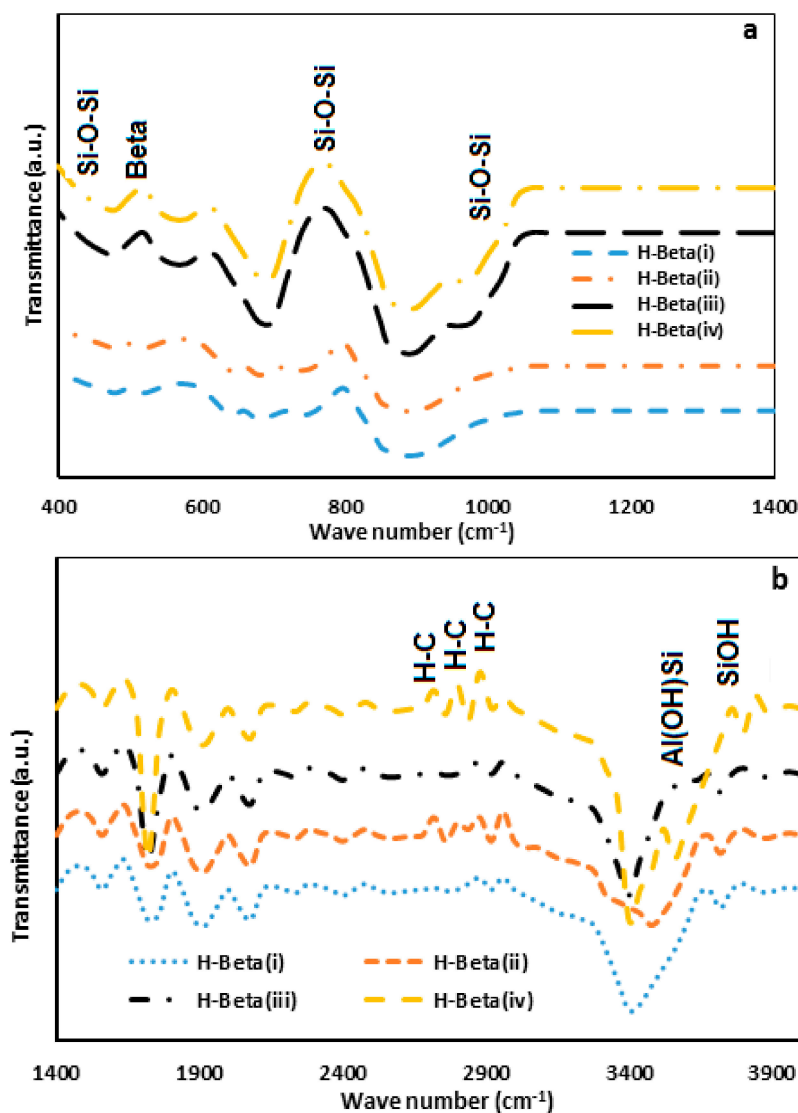 a
Si-O-Si
Beta
Si-O-Si
Si-O-Si
Transmittance (a.u.)
H-Beta(i)
H-Beta(ii)
H-Beta(iii)
H-Beta(iv)
400 600 800 1000 1200 1400
Wave number (cm⁻¹)
b
H-C
H-C
H-C
Al(OH)Si
SiOH
Transmittance (a.u.)
H-Beta(i) H-Beta(ii)
H-Beta(iii) H-Beta(iv)
1400 1900 2400 2900 3400 3900
Wave number (cm⁻¹)